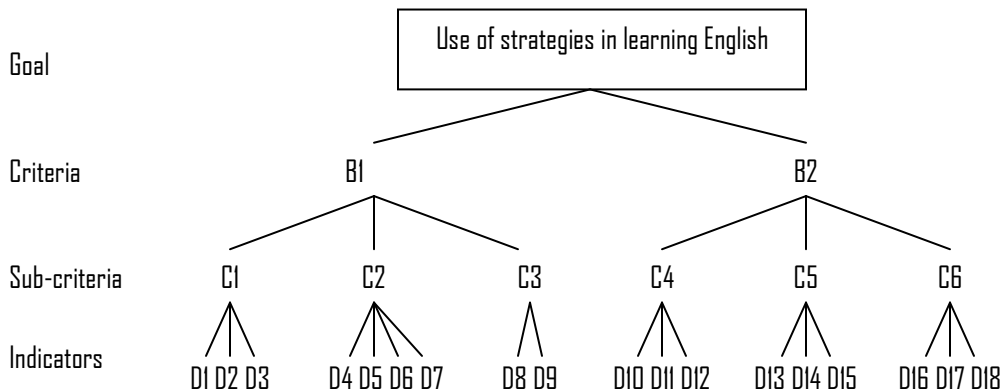 Use of strategies in learning English
Goal
Criteria B1 B2
Sub-criteria C1 C2 C3 C4 C5 C6
Indicators D1 D2 D3 D4 D5 D6 D7 D8 D9 D10 D11 D12 D13 D14 D15 D16 D17 D18